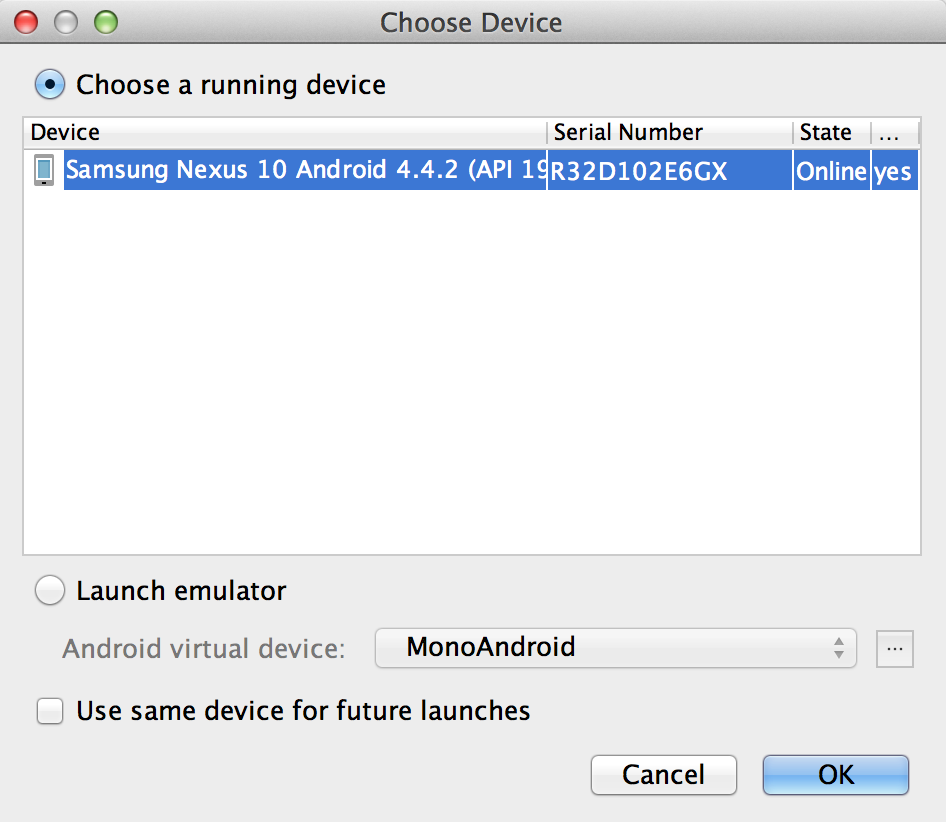 Choose Device
Choose a running device
Device Serial Number State ...
Samsung Nexus 10 Android 4.4.2 (API 19 R32D102E6GX Online yes
Launch emulator
Android virtual device: MonoAndroid ...
Use same device for future launches
Cancel OK